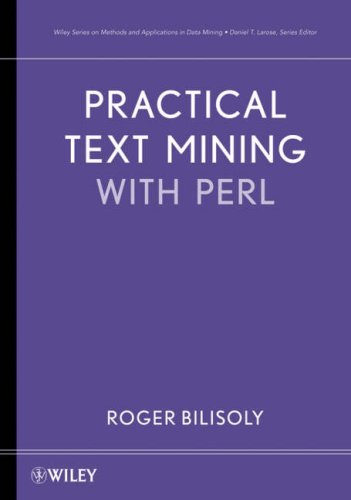 Wiley Series on Methods and Applications in Data Mining • Daniel T. Larose, Series Editor
PRACTICAL
TEXT MINING
WITH PERL
ROGER BILISOLY
WILEY